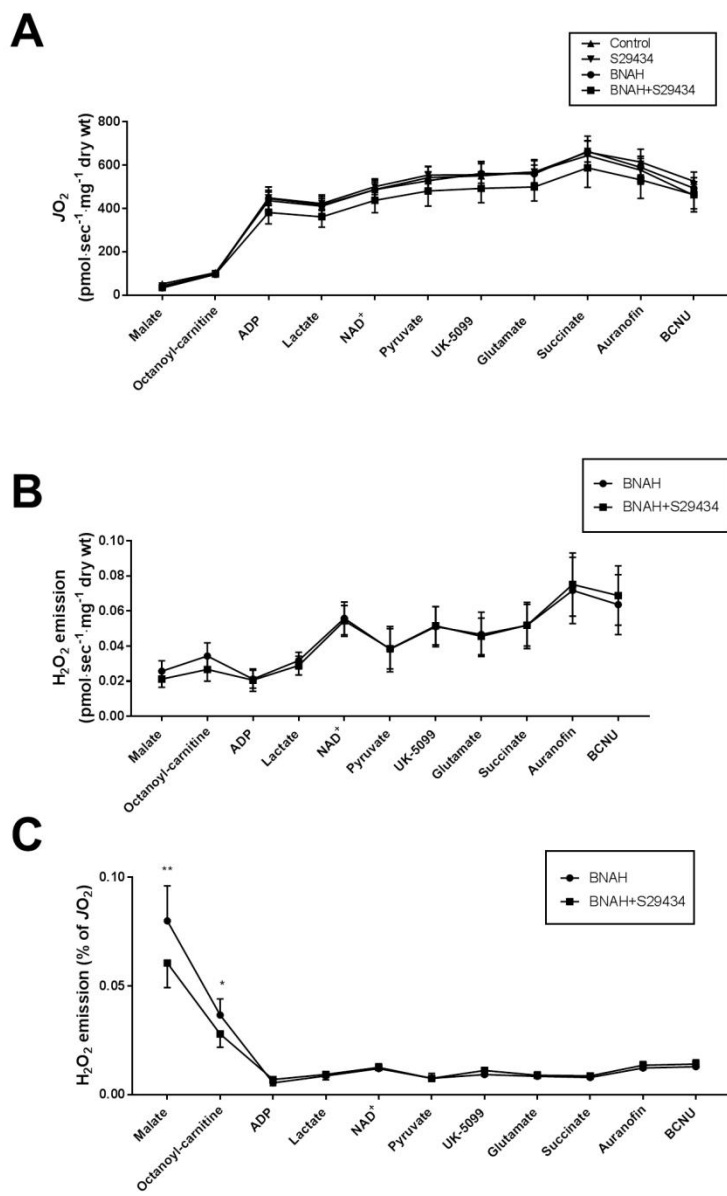 A
Control
S29434
BNAH
BNAH+S29434
JO₂
(pmol·sec⁻¹·mg⁻¹ dry wt)
800
600
400
200
0
Malate
Octanoyl-carnitine
ADP
Lactate
NAD⁺
Pyruvate
UK-5099
Glutamate
Succinate
Auranofin
BCNU
B
BNAH
BNAH+S29434
H₂O₂ emission
(pmol·sec⁻¹·mg⁻¹ dry wt)
0.10
0.08
0.06
0.04
0.02
0.00
Malate
Octanoyl-carnitine
ADP
Lactate
NAD⁺
Pyruvate
UK-5099
Glutamate
Succinate
Auranofin
BCNU
C
BNAH
BNAH+S29434
H₂O₂ emission (% of JO₂)
0.10
0.05
0.00
**
*
Malate
Octanoyl-carnitine
ADP
Lactate
NAD⁺
Pyruvate
UK-5099
Glutamate
Succinate
Auranofin
BCNU